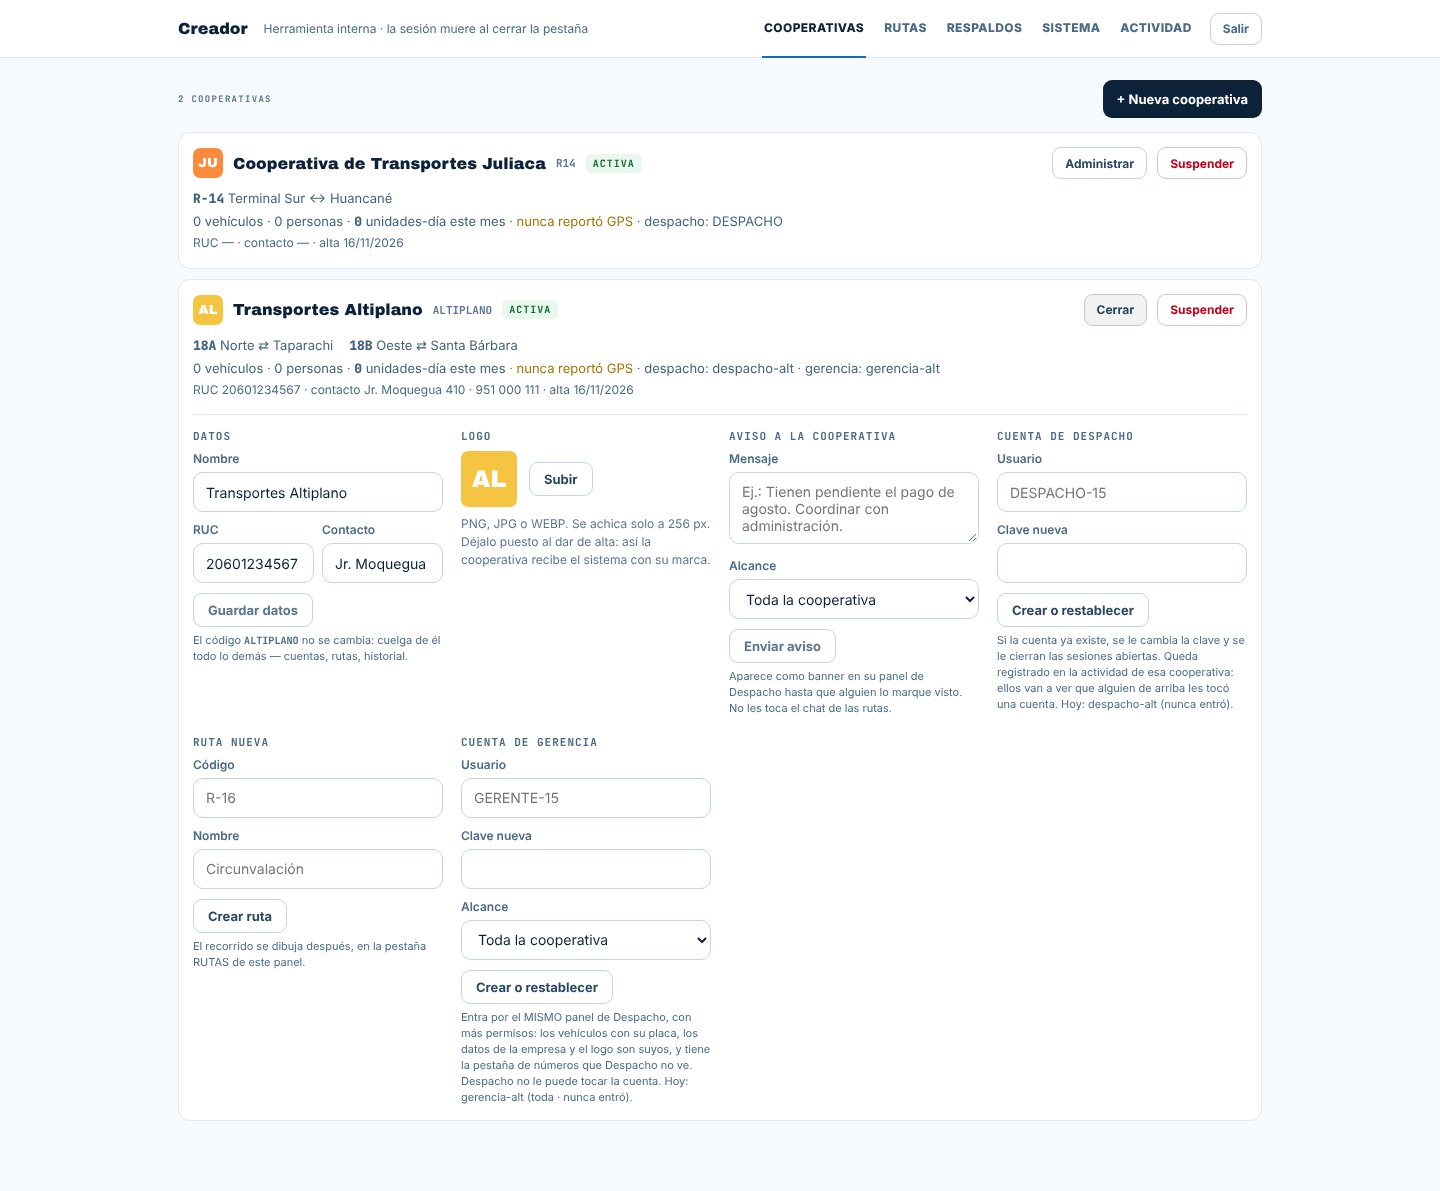 Creador
Herramienta interna · la sesión muere al cerrar la pestaña
COOPERATIVAS
RUTAS
RESPALDOS
SISTEMA
ACTIVIDAD
Salir
2 COOPERATIVAS
+ Nueva cooperativa
JU
Cooperativa de Transportes Juliaca R14 ACTIVA
Administrar
Suspender
R-14 Terminal Sur ↔ Huancané
0 vehículos · 0 personas · 0 unidades-día este mes · nunca reportó GPS · despacho: DESPACHO
RUC — · contacto — · alta 16/11/2026
AL
Transportes Altiplano ALTIPLANO ACTIVA
Cerrar
Suspender
18A Norte ⇄ Taparachi 18B Oeste ⇄ Santa Bárbara
0 vehículos · 0 personas · 0 unidades-día este mes · nunca reportó GPS · despacho: despacho-alt · gerencia: gerencia-alt
RUC 20601234567 · contacto Jr. Moquegua 410 · 951 000 111 · alta 16/11/2026
DATOS
Nombre
Transportes Altiplano
RUC
Contacto
20601234567
Jr. Moquegua
Guardar datos
El código ALTIPLANO no se cambia: cuelga de él
todo lo demás — cuentas, rutas, historial.
LOGO
AL
Subir
PNG, JPG o WEBP. Se achica solo a 256 px.
Déjalo puesto al dar de alta: así la
cooperativa recibe el sistema con su marca.
AVISO A LA COOPERATIVA
Mensaje
Ej.: Tienen pendiente el pago de
agosto. Coordinar con
administración.
Alcance
Toda la cooperativa
Enviar aviso
Aparece como banner en su panel de
Despacho hasta que alguien lo marque visto.
No les toca el chat de las rutas.
CUENTA DE DESPACHO
Usuario
DESPACHO-15
Clave nueva
Crear o restablecer
Si la cuenta ya existe, se le cambia la clave y se
le cierran las sesiones abiertas. Queda
registrado en la actividad de esa cooperativa:
ellos van a ver que alguien de arriba les tocó
una cuenta. Hoy: despacho-alt (nunca entró).
RUTA NUEVA
Código
R-16
Nombre
Circunvalación
Crear ruta
El recorrido se dibuja después, en la pestaña
RUTAS de este panel.
CUENTA DE GERENCIA
Usuario
GERENTE-15
Clave nueva
Alcance
Toda la cooperativa
Crear o restablecer
Entra por el MISMO panel de Despacho, con
más permisos: los vehículos con su placa, los
datos de la empresa y el logo son suyos, y tiene
la pestaña de números que Despacho no ve.
Despacho no le puede tocar la cuenta. Hoy:
gerencia-alt (toda · nunca entró).